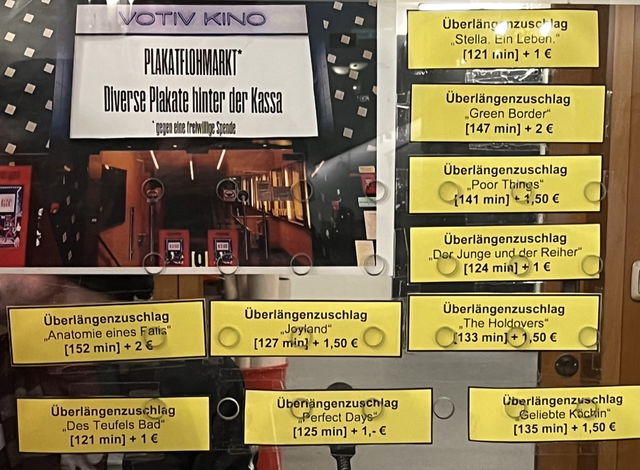 VOTIV KINO
PLAKATFLOHMARKT*
Diverse Plakate hinter der Kassa
* gegen eine freiwillige Spende
Überlängenzuschlag
„Stella. Ein Leben.“
[121 min] + 1 €
Überlängenzuschlag
„Green Border“
[147 min] + 2 €
Überlängenzuschlag
„Poor Things“
[141 min] + 1,50 €
Überlängenzuschlag
„Der Junge und der Reiher“
[124 min] + 1 €
Überlängenzuschlag
„Anatomie eines Falls“
[152 min] + 2 €
Überlängenzuschlag
„Joyland“
[127 min] + 1,50 €
Überlängenzuschlag
„The Holdovers“
[133 min] + 1,50 €
Überlängenzuschlag
„Des Teufels Bad“
[121 min] + 1 €
Überlängenzuschlag
„Perfect Days“
[125 min] + 1,- €
Überlängenzuschlag
„Geliebte Köchin“
[135 min] + 1,50 €